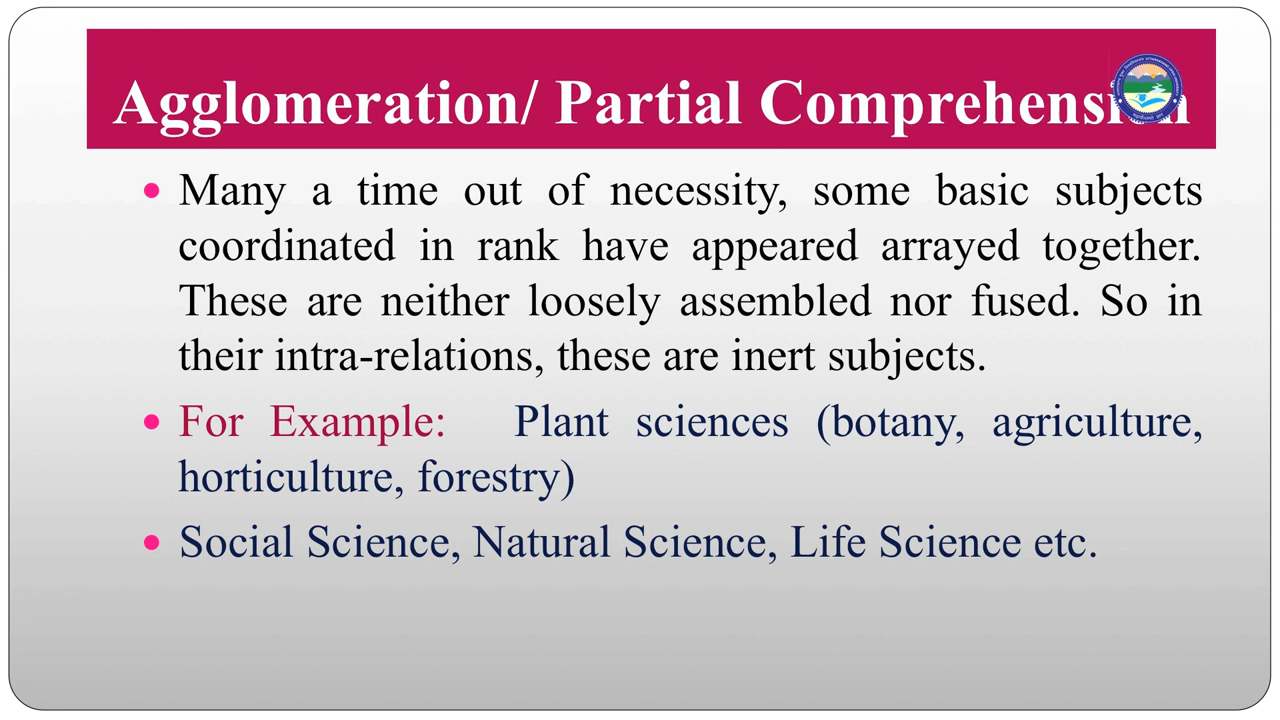 Agglomeration/ Partial Comprehension
Many a time out of necessity, some basic subjects
coordinated in rank have appeared arrayed together.
These are neither loosely assembled nor fused. So in
their intra-relations, these are inert subjects.
For Example: Plant sciences (botany, agriculture,
horticulture, forestry)
Social Science, Natural Science, Life Science etc.